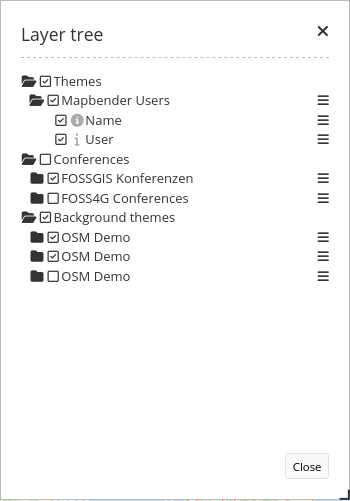 Layer tree
Themes
Mapbender Users
Name
User
Conferences
FOSSGIS Konferenzen
FOSS4G Conferences
Background themes
OSM Demo
OSM Demo
OSM Demo
Close